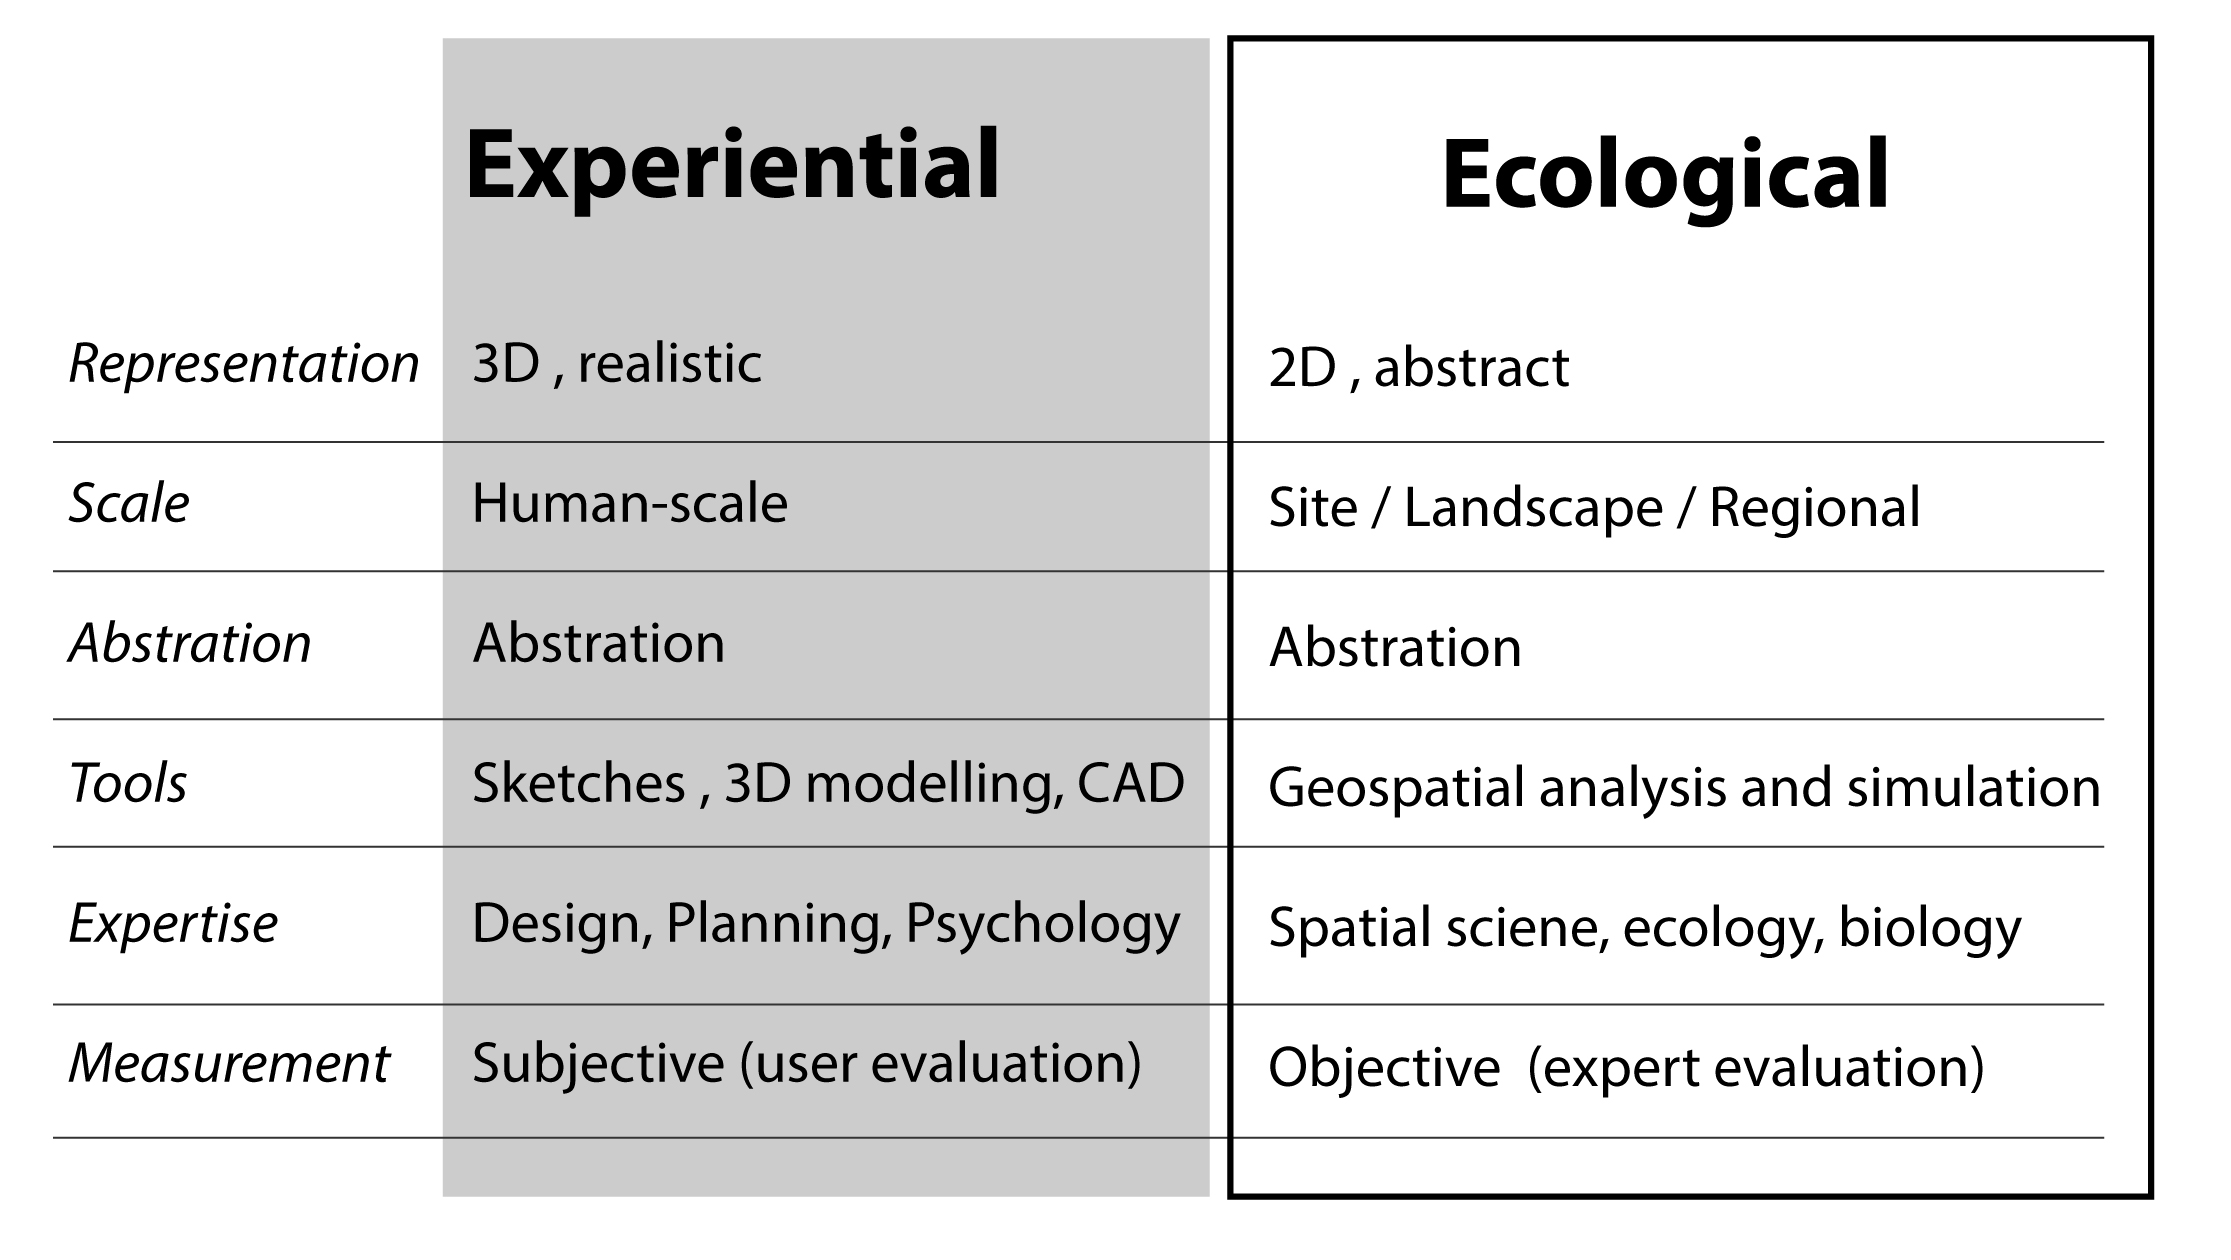 Experiential Ecological
Representation 3D , realistic 2D , abstract
Scale Human-scale Site / Landscape / Regional
Abstration Abstration Abstration
Tools Sketches , 3D modelling, CAD Geospatial analysis and simulation
Expertise Design, Planning, Psychology Spatial sciene, ecology, biology
Measurement Subjective (user evaluation) Objective (expert evaluation)